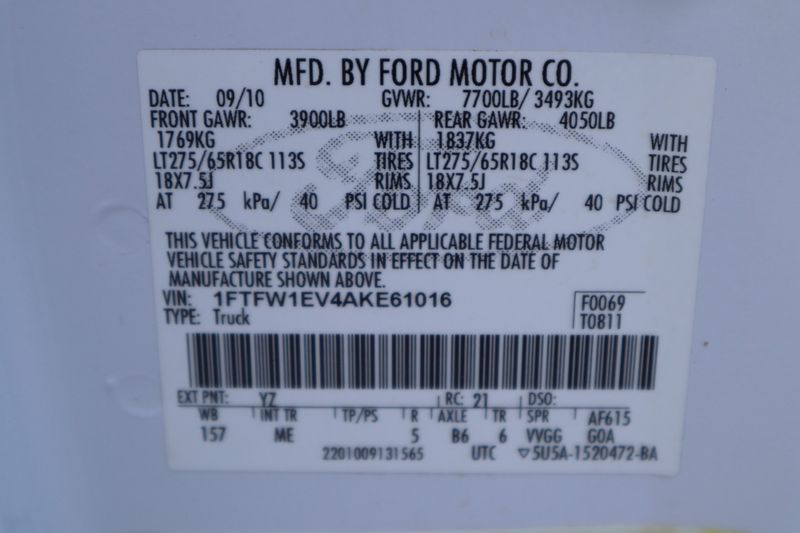 MFD. BY FORD MOTOR CO.
DATE: 09/10 GVWR: 7700LB/ 3493KG
FRONT GAWR: 3900LB REAR GAWR: 4050LB
1769KG WITH 1837KG WITH
LT275/65R18C 113S TIRES LT275/65R18C 113S TIRES
18X7.5J RIMS 18X7.5J RIMS
AT 275 kPa/ 40 PSI COLD AT 275 kPa/ 40 PSI COLD
THIS VEHICLE CONFORMS TO ALL APPLICABLE FEDERAL MOTOR
VEHICLE SAFETY STANDARDS IN EFFECT ON THE DATE OF
MANUFACTURE SHOWN ABOVE.
VIN: 1FTFW1EV4AKE61016 F0069
TYPE: Truck T0811
EXT PNT: YZ RC: 21 DSO:
WB INT TR TP/PS R AXLE TR SPR AF615
157 ME 5 B6 6 VVGG GOA
2201009131565 UTC ▽5U5A-1520472-BA
Ford